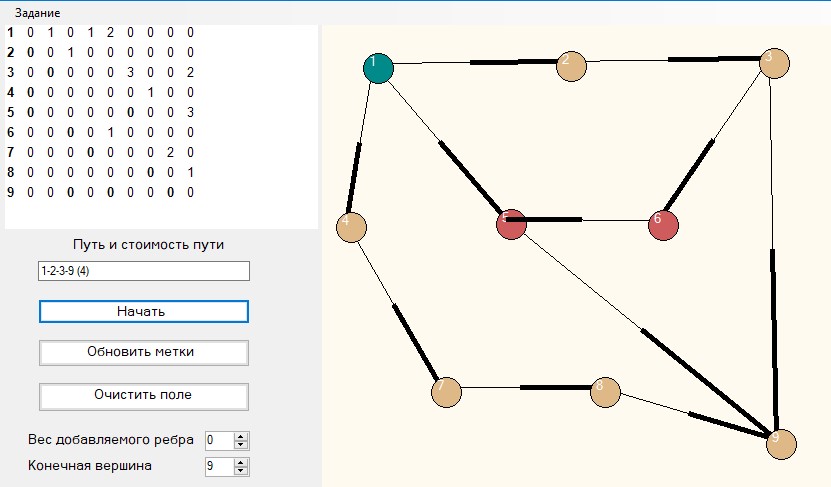 Задание
1 0 1 0 1 2 0 0 0 0
2 0 0 1 0 0 0 0 0 0
3 0 0 0 0 0 3 0 0 2
4 0 0 0 0 0 0 1 0 0
5 0 0 0 0 0 0 0 0 3
6 0 0 0 0 1 0 0 0 0
7 0 0 0 0 0 0 0 2 0
8 0 0 0 0 0 0 0 0 1
9 0 0 0 0 0 0 0 0 0
Путь и стоимость пути
1-2-3-9 (4)
Начать
Обновить метки
Очистить поле
Вес добавляемого ребра 0
Конечная вершина 9
1
2
3
4
5
6
7
8
9